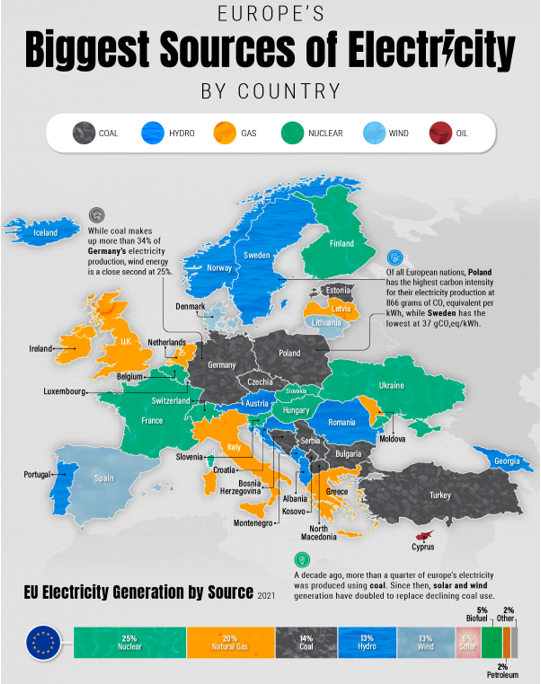 EUROPE'S
Biggest Sources of Electricity
BY COUNTRY
COAL HYDRO GAS NUCLEAR WIND OIL
Iceland
While coal makes
up more than 34% of
Germany's electricity
production, wind energy
is a close second at 25%.
Norway
Sweden
Finland
Of all European nations, Poland
has the highest carbon intensity
for their electricity production at
866 grams of CO, equivalent per
kWh, while Sweden has the
lowest at 37 gCO,eq/kWh.
Estonia
Latvia
Lithuania
Denmark
U.K.
Ireland
Netherlands
Belgium
Luxembourg
Germany
Poland
Czechia
Slovakia
Ukraine
Switzerland
Austria
Hungary
France
Romania
Moldova
Italy
Slovenia
Croatia
Serbia
Bulgaria
Georgia
Portugal
Spain
Bosnia
Herzegovina
Montenegro
Albania
Kosovo
Greece
North
Macedonia
Turkey
Cyprus
A decade ago, more than a quarter of europe's electricity
was produced using coal. Since then, solar and wind
generation have doubled to replace declining coal use.
EU Electricity Generation by Source 2021
25%
Nuclear
20%
Natural Gas
14%
Coal
13%
Hydro
13%
Wind
6%
Solar
5%
Biofuel
2%
Other
2%
Petroleum